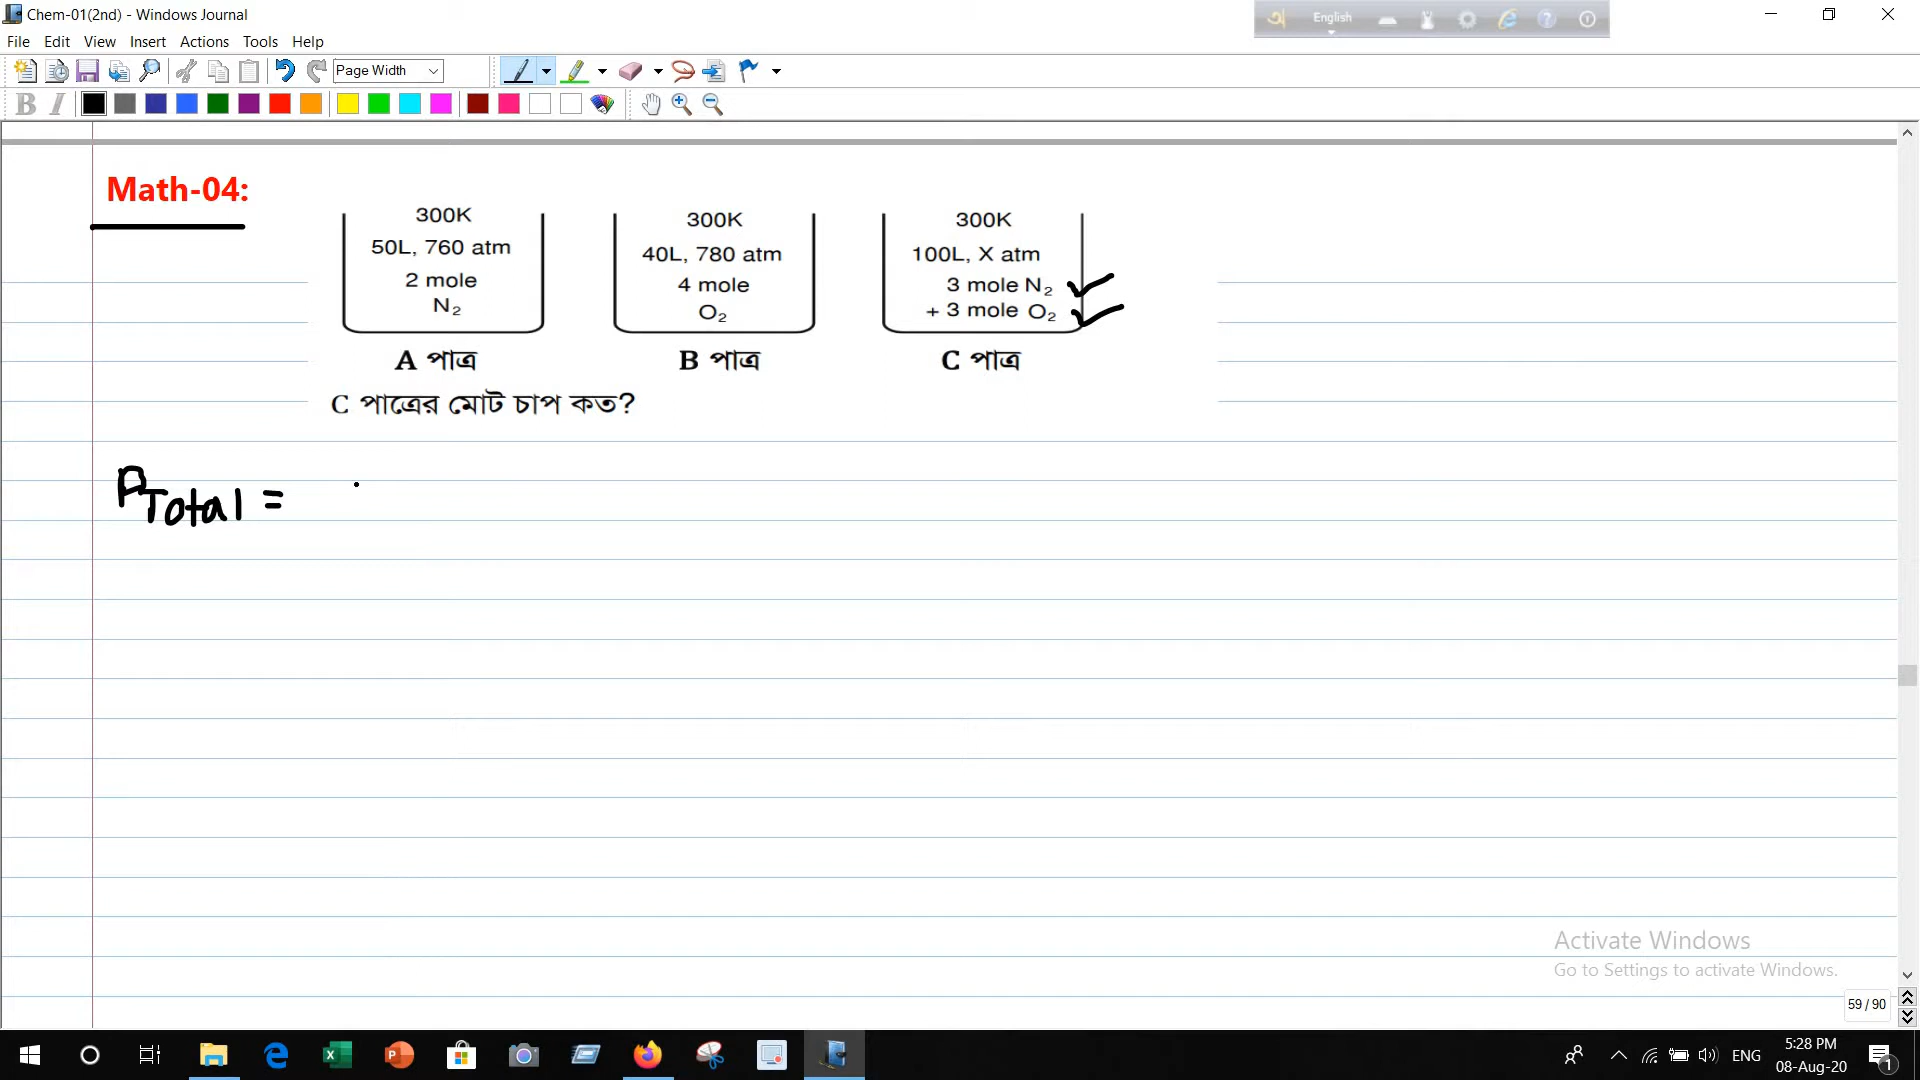 Chem-01(2nd) - Windows Journal
English
File Edit View Insert Actions Tools Help
Page Width
B I
Math-04:
300K
50L, 760 atm
2 mole
N₂
A পাত্র
300K
40L, 780 atm
4 mole
O₂
B পাত্র
300K
100L, X atm
3 mole N₂
+ 3 mole O₂
C পাত্র
C পাত্রের মোট চাপ কত?
P_Total =
Activate Windows
Go to Settings to activate Windows.
59 / 90
ENG
5:28 PM
08-Aug-20
1